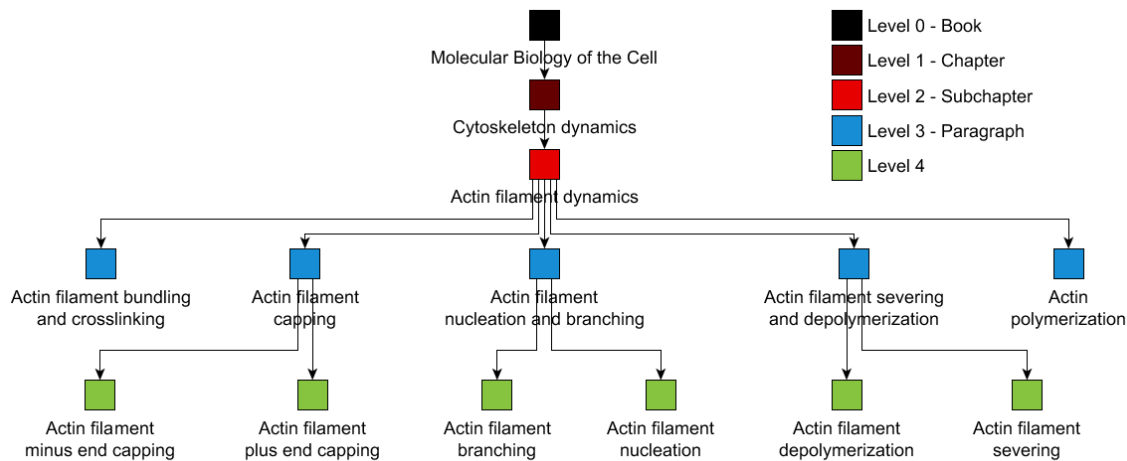 Level 0 - Book
Molecular Biology of the Cell
Level 1 - Chapter
Level 2 - Subchapter
Cytoskeleton dynamics
Level 3 - Paragraph
Level 4
Actin filament dynamics
Actin filament bundling
and crosslinking
Actin filament
capping
Actin filament
nucleation and branching
Actin filament severing
and depolymerization
Actin
polymerization
Actin filament
minus end capping
Actin filament
plus end capping
Actin filament
branching
Actin filament
nucleation
Actin filament
depolymerization
Actin filament
severing